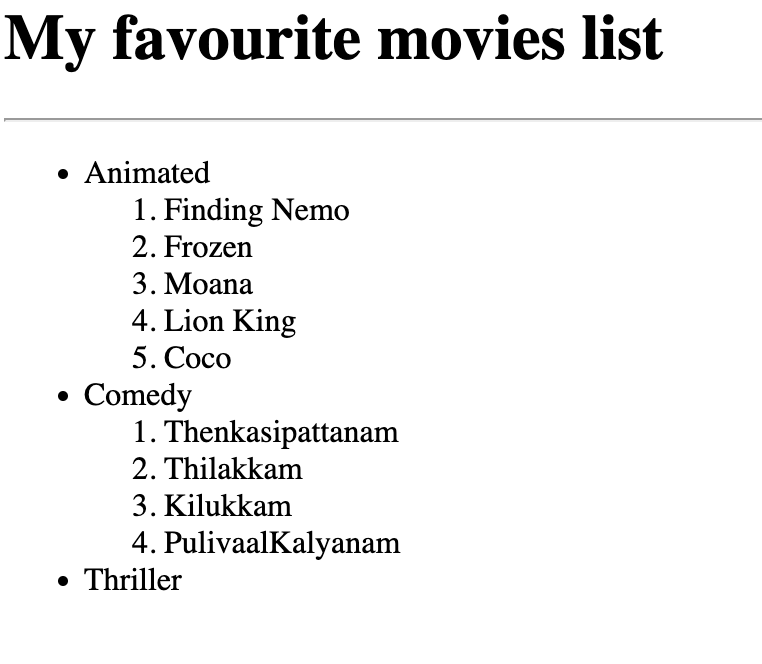 My favourite movies list
• Animated
1. Finding Nemo
2. Frozen
3. Moana
4. Lion King
5. Coco
• Comedy
1. Thenkasipattanam
2. Thilakkam
3. Kilukkam
4. PulivaalKalyanam
• Thriller